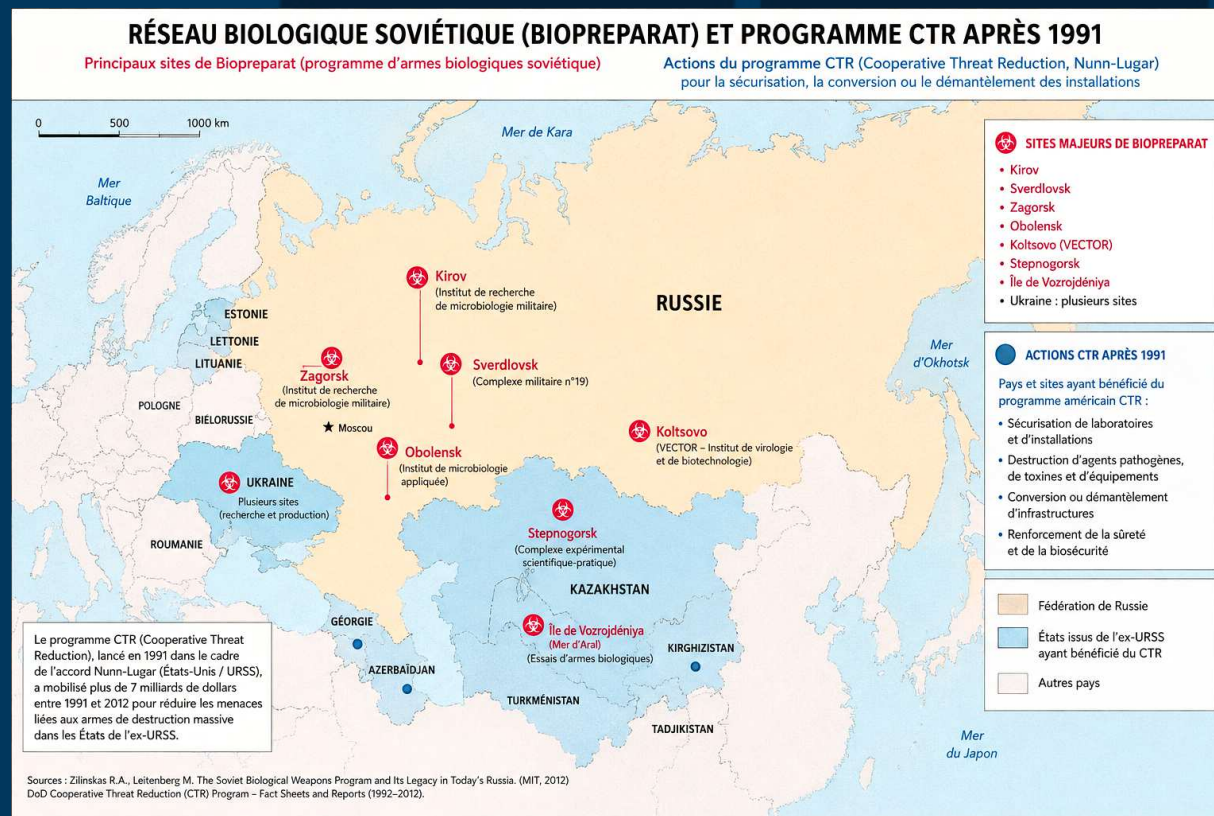 RÉSEAU BIOLOGIQUE SOVIÉTIQUE (BIOPREPARAT) ET PROGRAMME CTR APRÈS 1991
Principaux sites de Biopreparat (programme d'armes biologiques soviétique)
Actions du programme CTR (Cooperative Threat Reduction, Nunn-Lugar)
pour la sécurisation, la conversion ou le démantèlement des installations
0 500 1000 km
Mer de Kara
Mer
Baltique
Kirov
(Institut de recherche
de microbiologie militaire)
RUSSIE
ESTONIE
LETTONIE
LITUANIE
Zagorsk
(Institut de recherche
de microbiologie militaire)
Sverdlovsk
(Complexe militaire n°19)
Mer
d'Okhotsk
POLOGNE
BIÉLORUSSIE
Moscou
Obolensk
(Institut de microbiologie
appliquée)
Koltsovo
(VECTOR – Institut de virologie
et de biotechnologie)
UKRAINE
Plusieurs sites
(recherche et production)
ROUMANIE
Stepnogorsk
(Complexe expérimental
scientifique-pratique)
KAZAKHSTAN
GÉORGIE
AZERBAÏDJAN
Île de Vozrojdéniya
(Mer d'Aral)
(Essais d'armes biologiques)
KIRGHIZISTAN
TURKMÉNISTAN
TADJIKISTAN
Mer
du Japon
SITES MAJEURS DE BIOPREPARAT
• Kirov
• Sverdlovsk
• Zagorsk
• Obolensk
• Koltsovo (VECTOR)
• Stepnogorsk
• Île de Vozrojdéniya
• Ukraine : plusieurs sites
ACTIONS CTR APRÈS 1991
Pays et sites ayant bénéficié du
programme américain CTR :
• Sécurisation de laboratoires
et d'installations
• Destruction d'agents pathogènes,
de toxines et d'équipements
• Conversion ou démantèlement
d'infrastructures
• Renforcement de la sûreté
et de la biosécurité
Fédération de Russie
États issus de l'ex-URSS
ayant bénéficié du CTR
Autres pays
Le programme CTR (Cooperative Threat
Reduction), lancé en 1991 dans le cadre
de l'accord Nunn-Lugar (États-Unis / URSS),
a mobilisé plus de 7 milliards de dollars
entre 1991 et 2012 pour réduire les menaces
liées aux armes de destruction massive
dans les États de l'ex-URSS.
Sources : Zilinskas R.A., Leitenberg M. The Soviet Biological Weapons Program and Its Legacy in Today's Russia. (MIT, 2012)
DoD Cooperative Threat Reduction (CTR) Program – Fact Sheets and Reports (1992–2012).